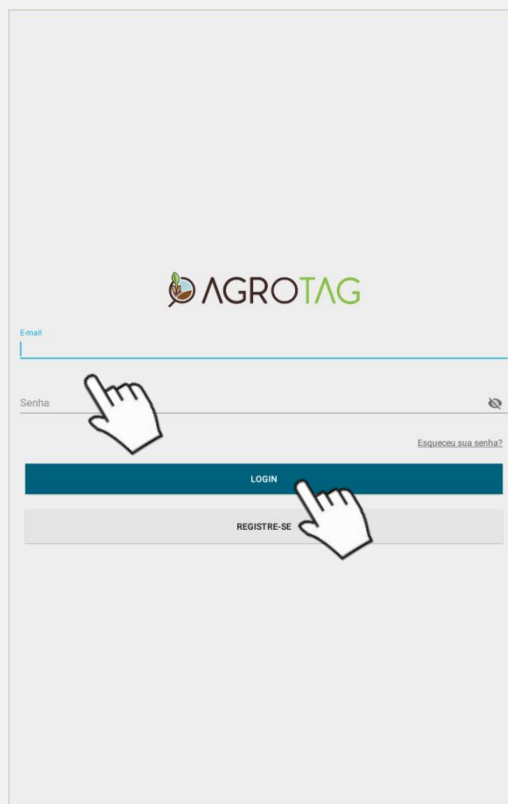 AGROTAG
E-mail
Senha
Esqueceu sua senha?
LOGIN
REGISTRE-SE